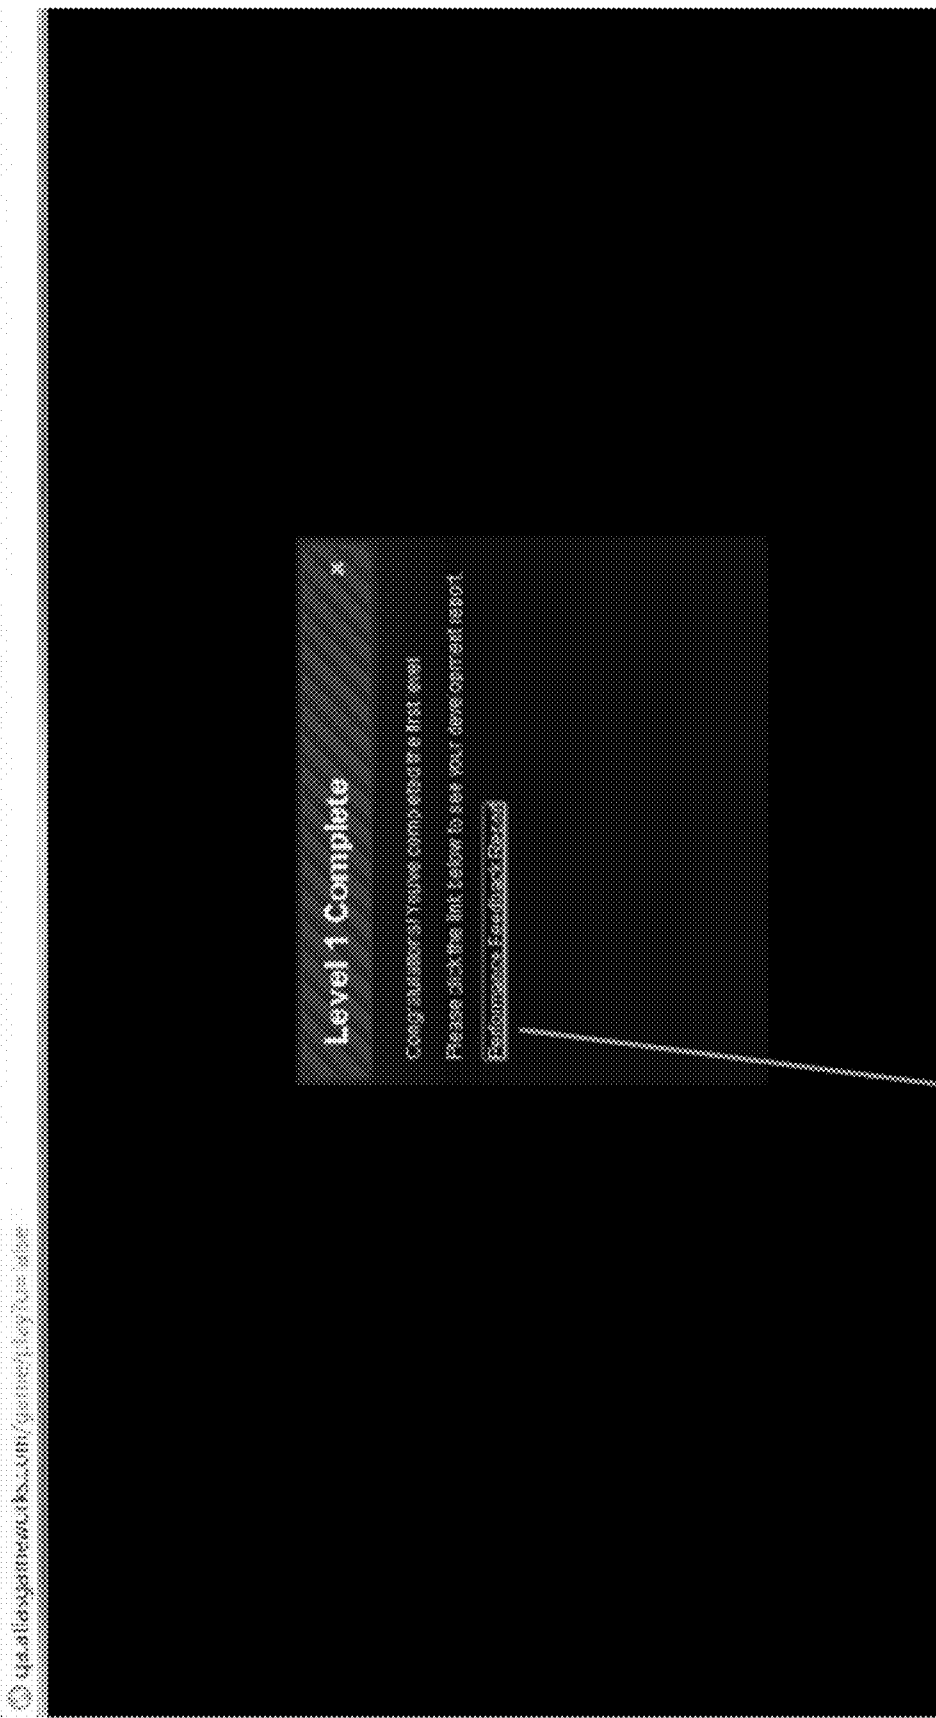 Level 1 Complete
x
Congratulations! You've completed the first level
Please click the link below to see your development report
Performance Feedback Record